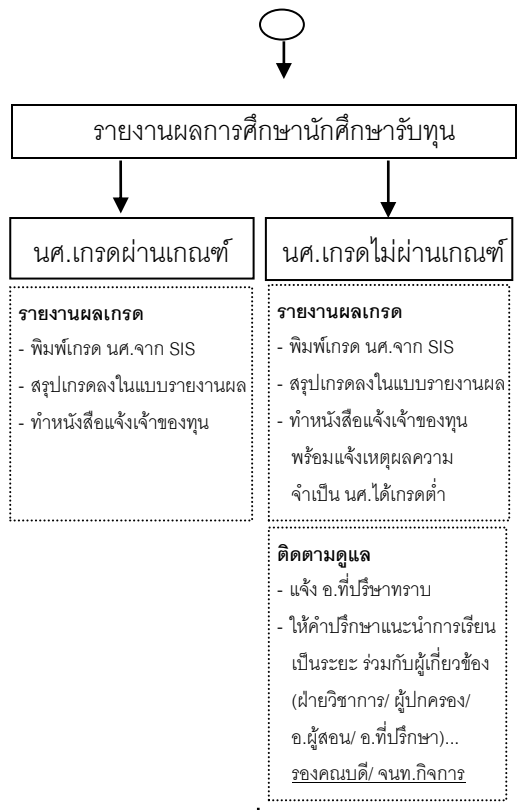 รายงานผลการศึกษานักศึกษารับทุน
นศ.เกรดผ่านเกณฑ์
รายงานผลเกรด
- พิมพ์เกรด นศ.จาก SIS
- สรุปเกรดลงในแบบรายงานผล
- ทำหนังสือแจ้งเจ้าของทุน
นศ.เกรดไม่ผ่านเกณฑ์
รายงานผลเกรด
- พิมพ์เกรด นศ.จาก SIS
- สรุปเกรดลงในแบบรายงานผล
- ทำหนังสือแจ้งเจ้าของทุน
พร้อมแจ้งเหตุผลความ
จำเป็น นศ.ได้เกรดต่ำ
ติดตามดูแล
- แจ้ง อ.ที่ปรึษาทราบ
- ให้คำปรึกษาแนะนำการเรียน
เป็นระยะ ร่วมกับผู้เกี่ยวข้อง
(ฝ่ายวิชาการ/ ผู้ปกครอง/
อ.ผู้สอน/ อ.ที่ปรึกษา)...
รองคณบดี/ จนท.กิจการ